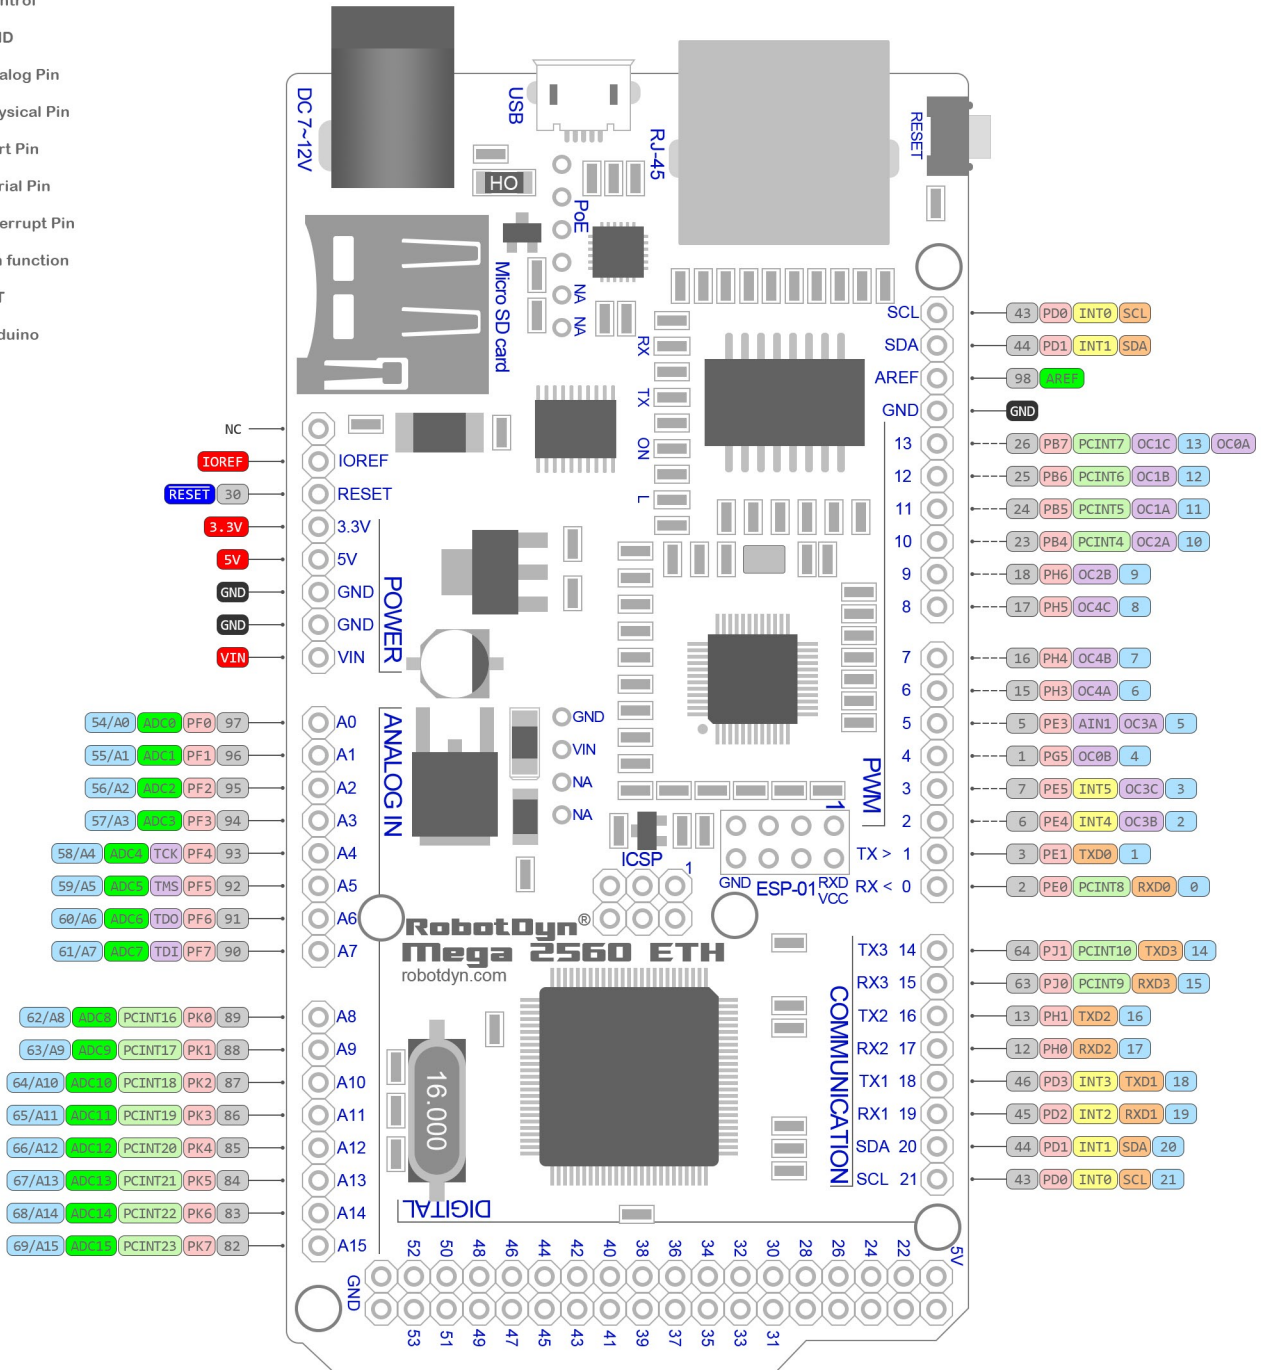 ntrol
ND
alog Pin
ysical Pin
rt Pin
rial Pin
errupt Pin
n function
T
duino
DC 7~12V
USB
RJ-45
RESET
HO
PoE
NA
NA
Micro SD card
RX
TX
ON
L
NC
IOREF IOREF
RESET 30 RESET
3.3V 3.3V
5V 5V
GND GND
GND GND
VIN VIN
POWER
54/A0 ADC0 PF0 97 A0
55/A1 ADC1 PF1 96 A1
56/A2 ADC2 PF2 95 A2
57/A3 ADC3 PF3 94 A3
58/A4 ADC4 TCK PF4 93 A4
59/A5 ADC5 TMS PF5 92 A5
60/A6 ADC6 TDO PF6 91 A6
61/A7 ADC7 TDI PF7 90 A7
62/A8 ADC8 PCINT16 PK0 89 A8
63/A9 ADC9 PCINT17 PK1 88 A9
64/A10 ADC10 PCINT18 PK2 87 A10
65/A11 ADC11 PCINT19 PK3 86 A11
66/A12 ADC12 PCINT20 PK4 85 A12
67/A13 ADC13 PCINT21 PK5 84 A13
68/A14 ADC14 PCINT22 PK6 83 A14
69/A15 ADC15 PCINT23 PK7 82 A15
ANALOG IN
GND
VIN
NA
NA
ICSP
1
1
GND ESP-01 RXD
VCC
RobotDyn®
Mega 2560 ETH
robotdyn.com
16.000
SCL 43 PD0 INT0 SCL
SDA 44 PD1 INT1 SDA
AREF 98 AREF
GND GND
13 26 PB7 PCINT7 OC1C 13 OC0A
12 25 PB6 PCINT6 OC1B 12
11 24 PB5 PCINT5 OC1A 11
10 23 PB4 PCINT4 OC2A 10
9 18 PH6 OC2B 9
8 17 PH5 OC4C 8
7 16 PH4 OC4B 7
6 15 PH3 OC4A 6
5 5 PE3 AIN1 OC3A 5
4 1 PG5 OC0B 4
3 7 PE5 INT5 OC3C 3
2 6 PE4 INT4 OC3B 2
PWM
TX > 1 3 PE1 TXD0 1
RX < 0 2 PE0 PCINT8 RXD0 0
TX3 14 64 PJ1 PCINT10 TXD3 14
RX3 15 63 PJ0 PCINT9 RXD3 15
TX2 16 13 PH1 TXD2 16
RX2 17 12 PH0 RXD2 17
TX1 18 46 PD3 INT3 TXD1 18
RX1 19 45 PD2 INT2 RXD1 19
SDA 20 44 PD1 INT1 SDA 20
SCL 21 43 PD0 INT0 SCL 21
COMMUNICATION
DIGITAL
GND 52 50 48 46 44 42 40 38 36 34 32 30 28 26 24 22 5V
53 51 49 47 45 43 41 39 37 35 33 31